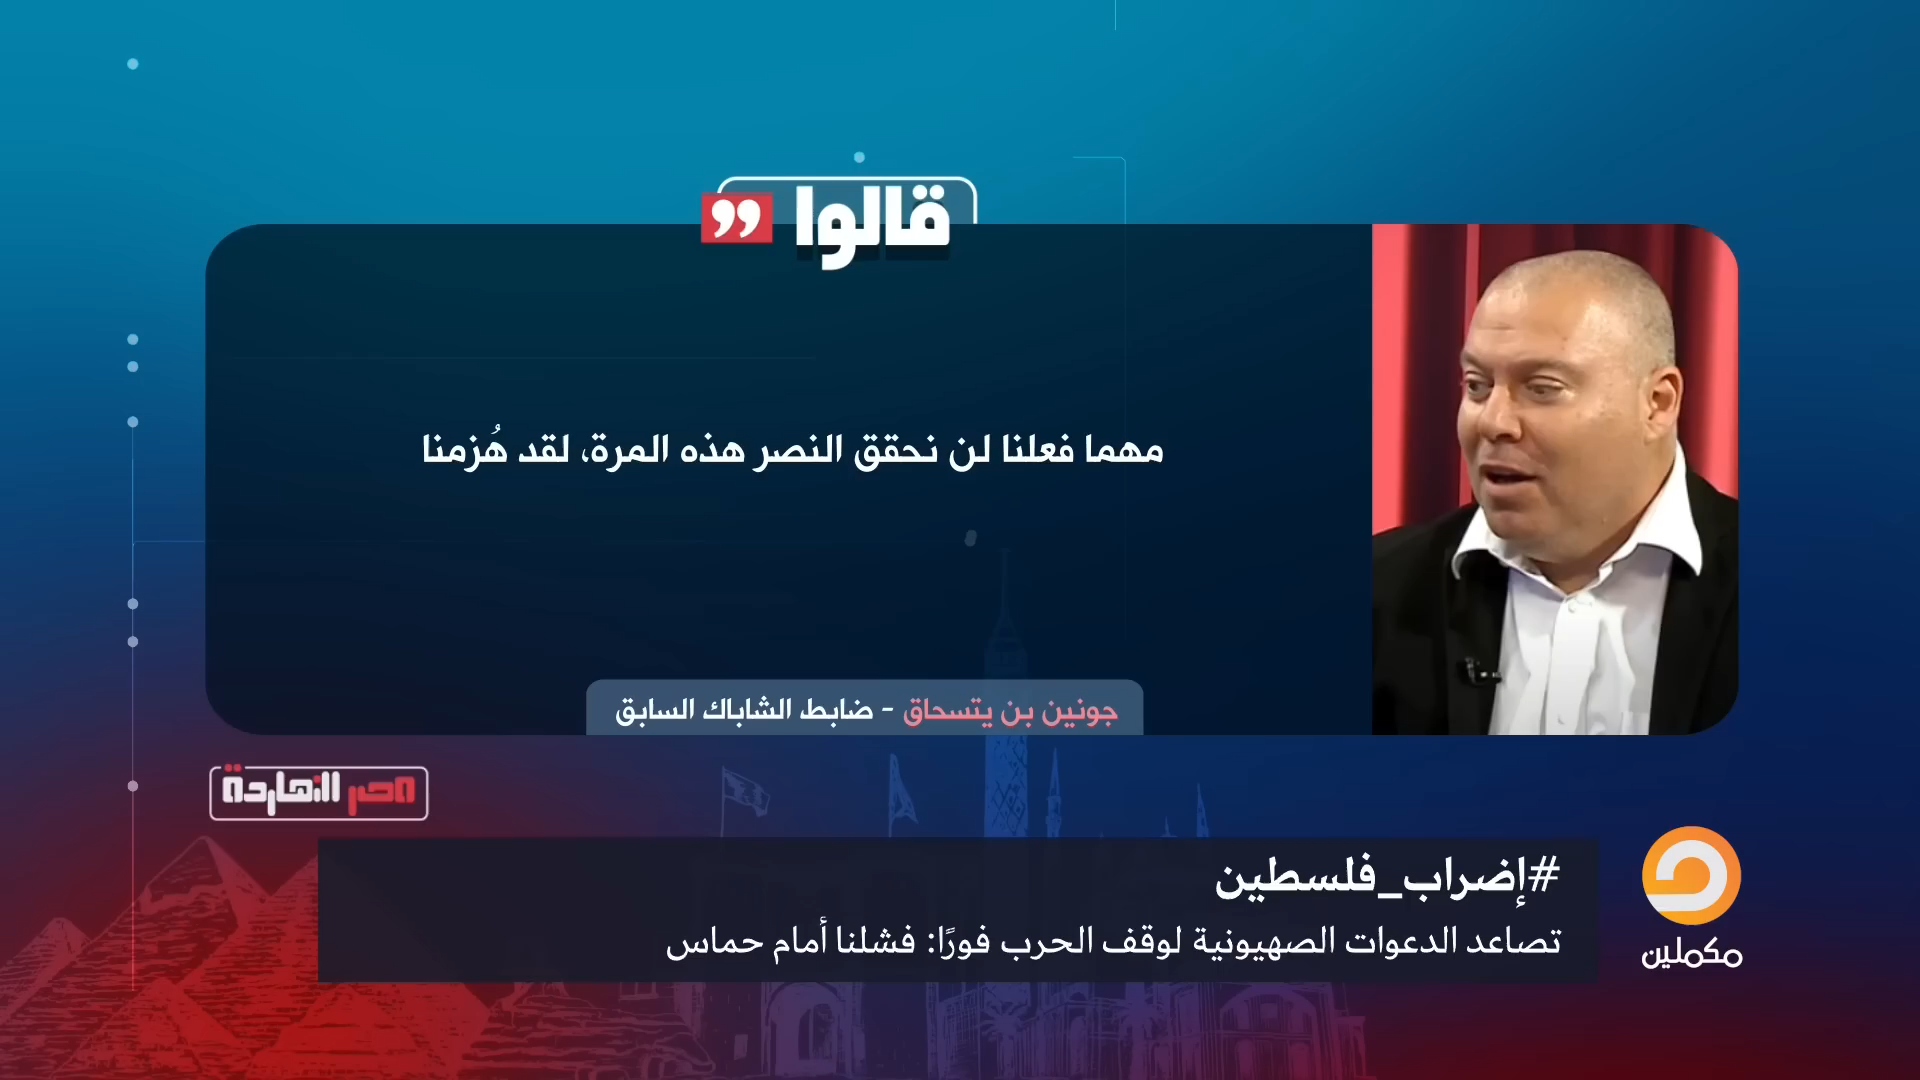 قالوا
مهما فعلنا لن نحقق النصر هذه المرة، لقد هُزمنا
جونين بن يتسحاق - ضابط الشاباك السابق
مصر النهاردة
#إضراب_فلسطين
تصاعد الدعوات الصهيونية لوقف الحرب فورًا: فشلنا أمام حماس
مكملين